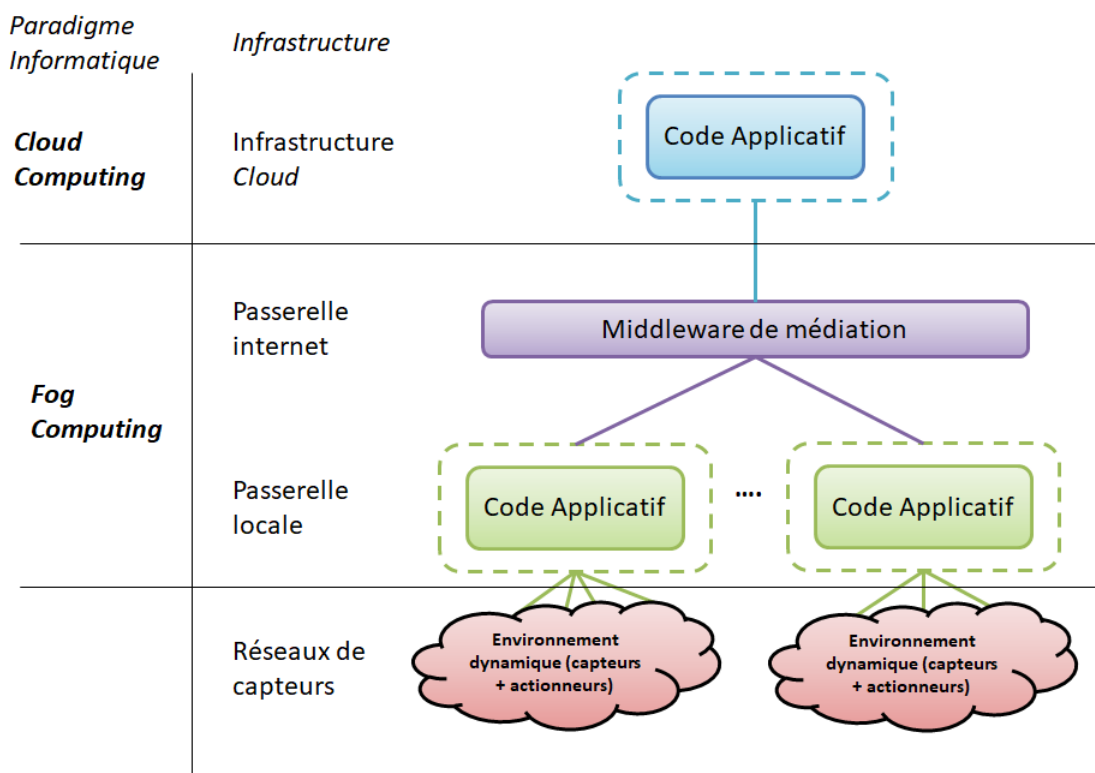 Paradigme
Informatique
Infrastructure
Cloud
Computing
Infrastructure
Cloud
Code Applicatif
Fog
Computing
Passerelle
internet
Middleware de médiation
Passerelle
locale
Code Applicatif
....
Code Applicatif
Réseaux de
capteurs
Environnement
dynamique (capteurs
+ actionneurs)
Environnement
dynamique (capteurs
+ actionneurs)